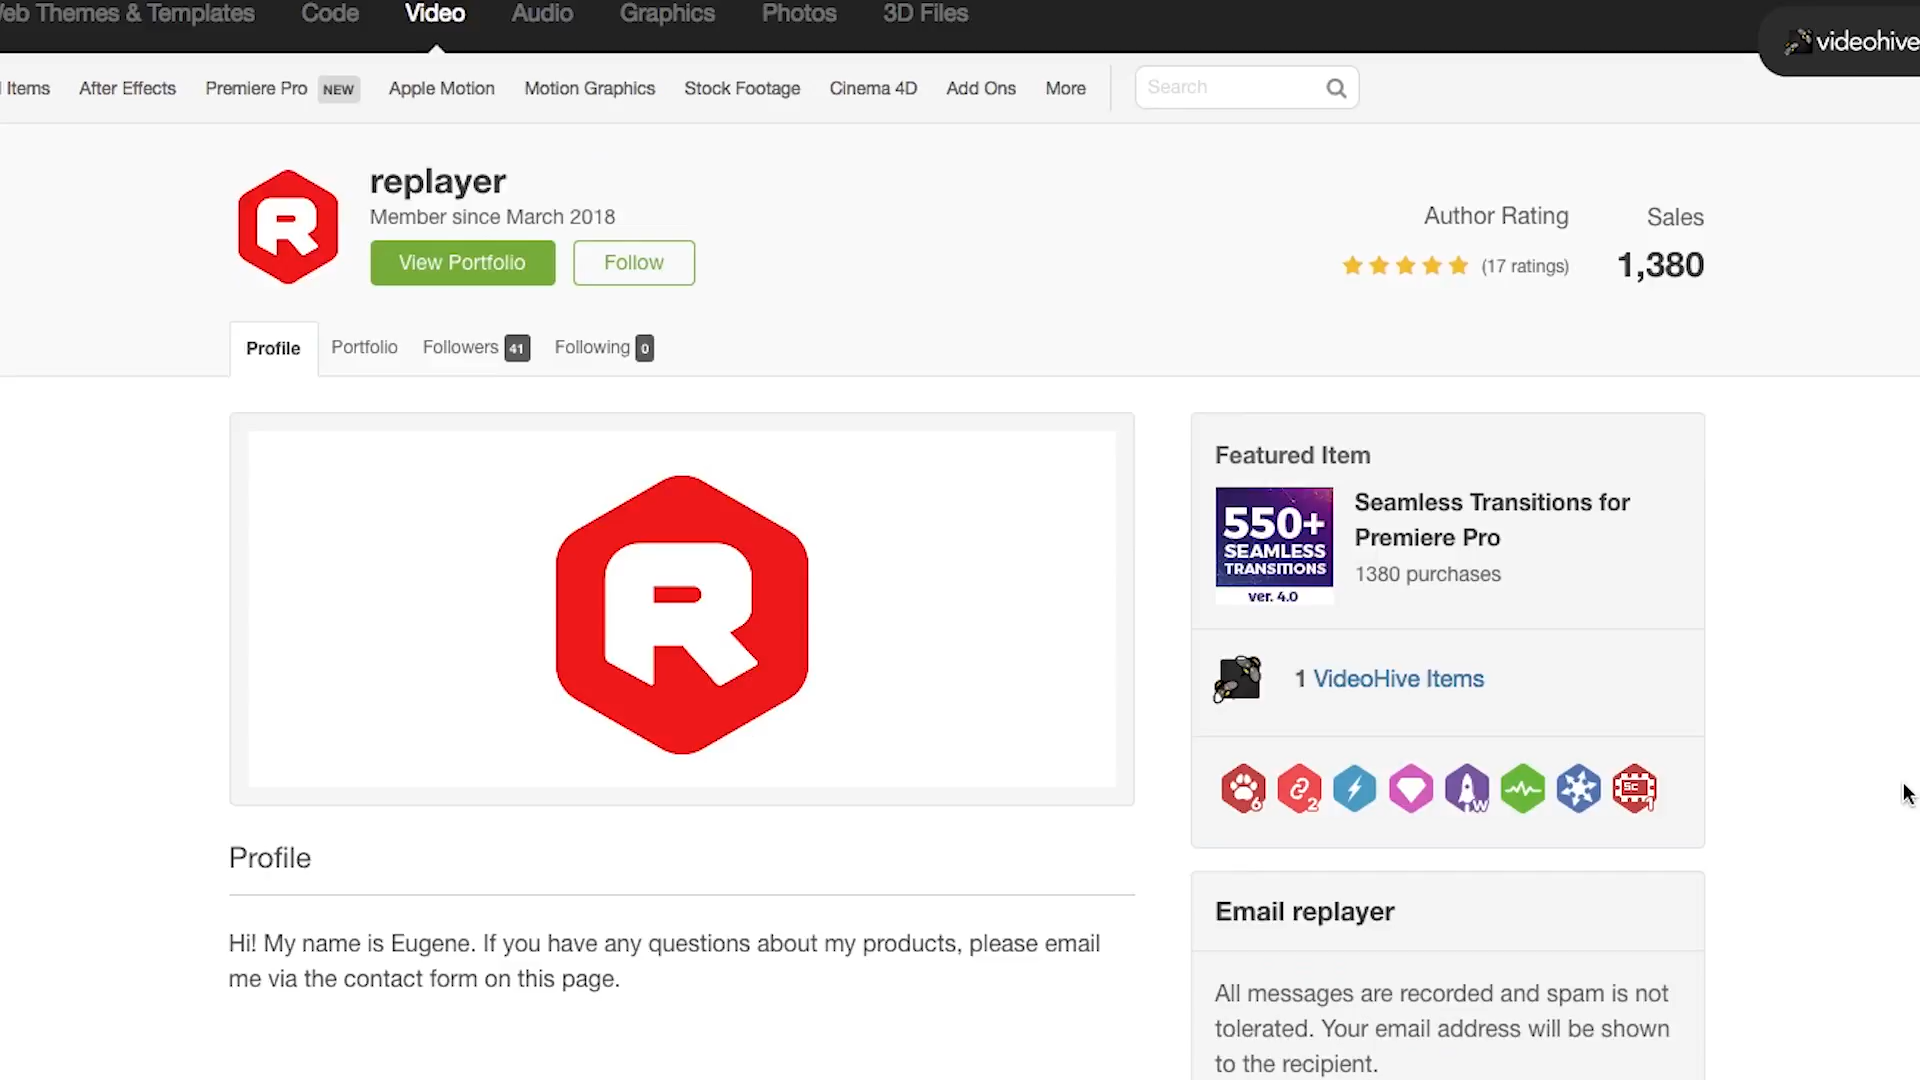 eb Themes & Templates Code Video Audio Graphics Photos 3D Files
videohive
Items After Effects Premiere Pro NEW Apple Motion Motion Graphics Stock Footage Cinema 4D Add Ons More Search
replayer
Member since March 2018
View Portfolio Follow
Author Rating Sales
(17 ratings) 1,380
Profile Portfolio Followers 41 Following 0
R
R
Featured Item
550+
SEAMLESS
TRANSITIONS
ver. 4.0
Seamless Transitions for
Premiere Pro
1380 purchases
1 VideoHive Items
6 2 W SC 1
Profile
Hi! My name is Eugene. If you have any questions about my products, please email
me via the contact form on this page.
Email replayer
All messages are recorded and spam is not
tolerated. Your email address will be shown
to the recipient.